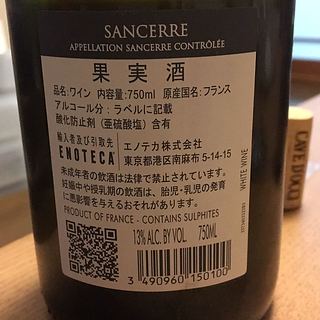 SANCERRE
APPELLATION SANCERRE CONTRÔLÉE
果実酒
品名:ワイン 内容量:750ml 原産国名:フランス
アルコール分:ラベルに記載
酸化防止剤(亜硫酸塩)含有
輸入者及び引取先
ENOTECA
エノテカ株式会社
東京都港区南麻布 5-14-15
未成年者の飲酒は法律で禁止されています。
妊娠中や授乳期の飲酒は、胎児・乳児の発育
に悪影響を与えるおそれがあります。
PRODUCT OF FRANCE - CONTAINS SULPHITES
13% ALC. BY VOL. 750ML
3 490960 150100
WHITE WINE